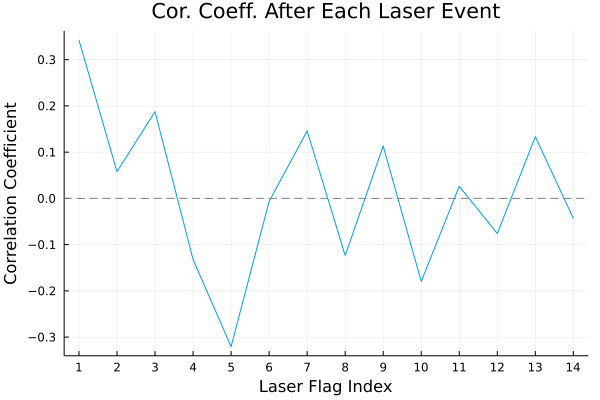 Cor. Coeff. After Each Laser Event
Correlation Coefficient
0.3
0.2
0.1
0.0
−0.1
−0.2
−0.3
1 2 3 4 5 6 7 8 9 10 11 12 13 14
Laser Flag Index